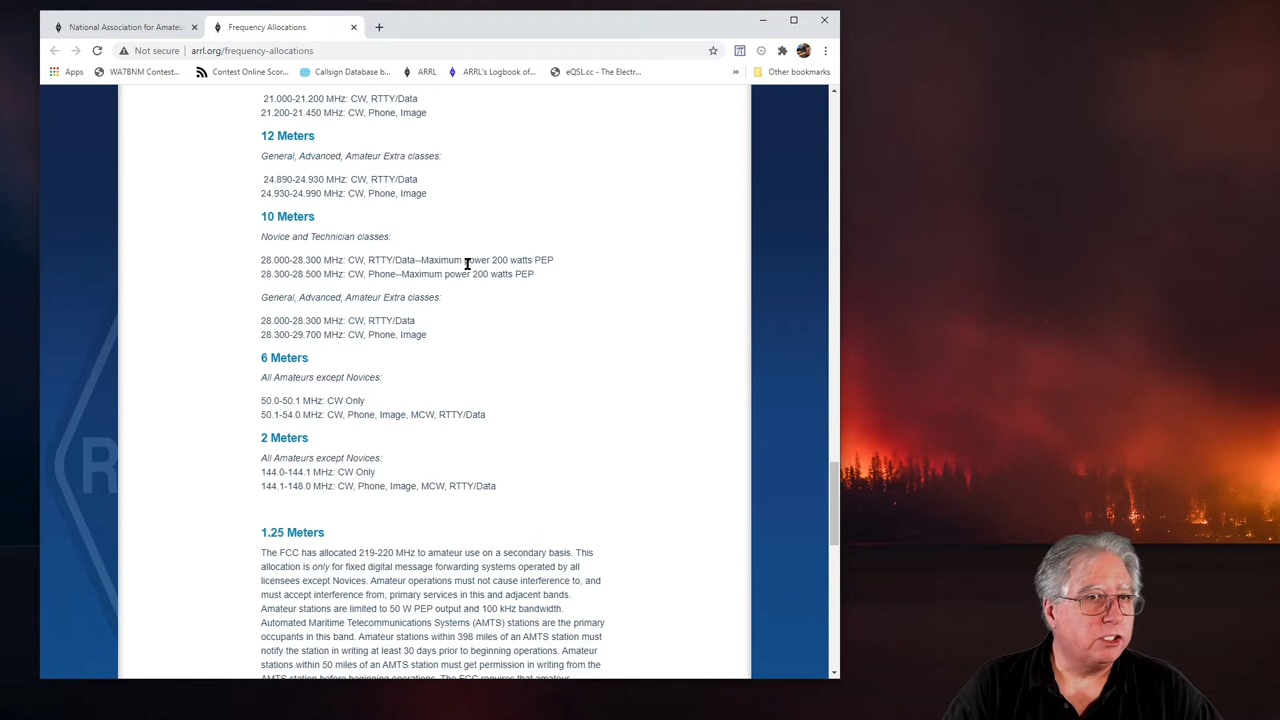 National Association for Amateu
Frequency Allocations
Not secure
arrl.org/frequency-allocations
Apps
WA7BNM Contest...
Contest Online Scor...
Callsign Database b...
ARRL
ARRL's Logbook of...
eQSL.cc - The Electr...
»
Other bookmarks
21.000-21.200 MHz: CW, RTTY/Data
21.200-21.450 MHz: CW, Phone, Image
12 Meters
General, Advanced, Amateur Extra classes:
24.890-24.930 MHz: CW, RTTY/Data
24.930-24.990 MHz: CW, Phone, Image
10 Meters
Novice and Technician classes:
28.000-28.300 MHz: CW, RTTY/Data--Maximum power 200 watts PEP
28.300-28.500 MHz: CW, Phone--Maximum power 200 watts PEP
General, Advanced, Amateur Extra classes:
28.000-28.300 MHz: CW, RTTY/Data
28.300-29.700 MHz: CW, Phone, Image
6 Meters
All Amateurs except Novices:
50.0-50.1 MHz: CW Only
50.1-54.0 MHz: CW, Phone, Image, MCW, RTTY/Data
2 Meters
All Amateurs except Novices:
144.0-144.1 MHz: CW Only
144.1-148.0 MHz: CW, Phone, Image, MCW, RTTY/Data
1.25 Meters
The FCC has allocated 219-220 MHz to amateur use on a secondary basis. This
allocation is only for fixed digital message forwarding systems operated by all
licensees except Novices. Amateur operations must not cause interference to, and
must accept interference from, primary services in this and adjacent bands.
Amateur stations are limited to 50 W PEP output and 100 kHz bandwidth.
Automated Maritime Telecommunications Systems (AMTS) stations are the primary
occupants in this band. Amateur stations within 398 miles of an AMTS station must
notify the station in writing at least 30 days prior to beginning operations. Amateur
stations within 50 miles of an AMTS station must get permission in writing from the
AMTS station before beginning operations. The FCC requires that amateur
R